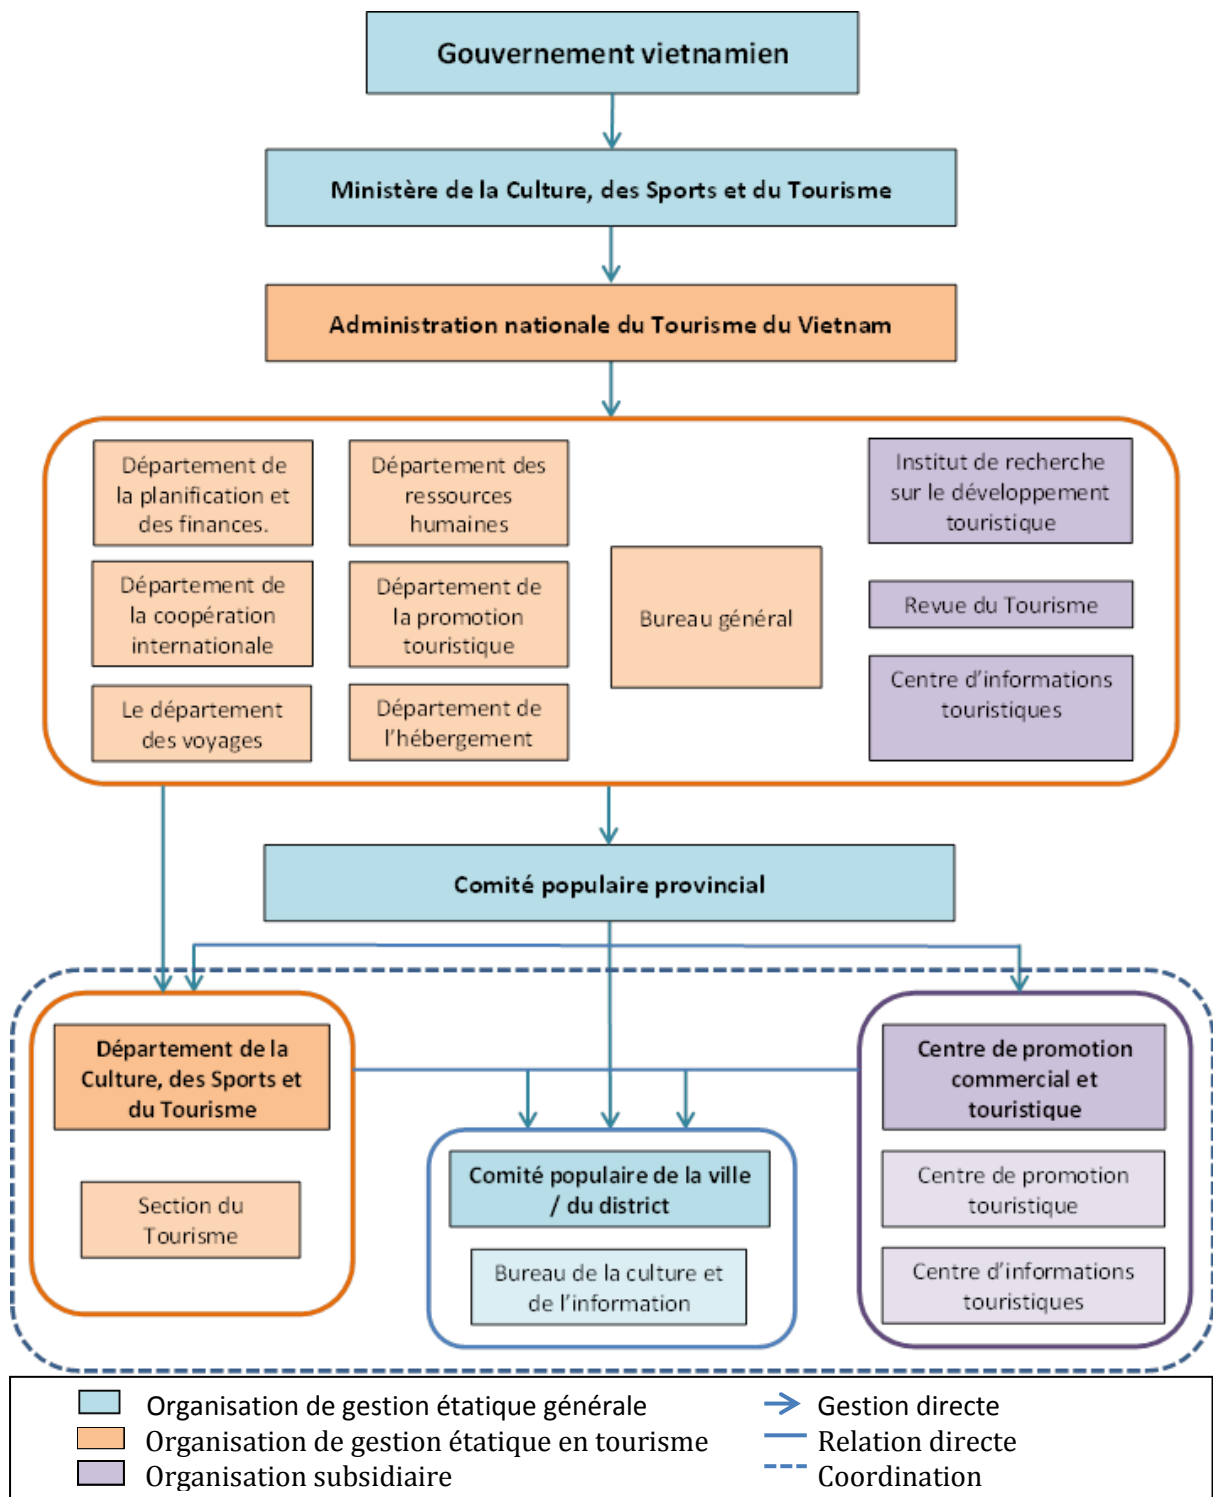 Gouvernement vietnamien
Ministère de la Culture, des Sports et du Tourisme
Administration nationale du Tourisme du Vietnam
Département de
la planification et
des finances.
Département des
ressources
humaines
Institut de recherche
sur le développement
touristique
Département de
la coopération
internationale
Département de
la promotion
touristique
Bureau général
Revue du Tourisme
Le département
des voyages
Département de
l'hébergement
Centre d'informations
touristiques
Comité populaire provincial
Département de la
Culture, des Sports et
du Tourisme
Section du
Tourisme
Comité populaire de la ville
/ du district
Bureau de la culture et
de l'information
Centre de promotion
commercial et
touristique
Centre de promotion
touristique
Centre d'informations
touristiques
Organisation de gestion étatique générale
Organisation de gestion étatique en tourisme
Organisation subsidiaire
Gestion directe
Relation directe
Coordination